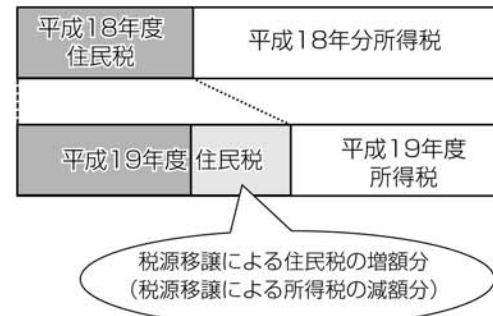 平成18年度
住民税
平成18年分所得税
平成19年度 住民税
平成19年度
所得税
税源移譲による住民税の増額分
（税源移譲による所得税の減額分）